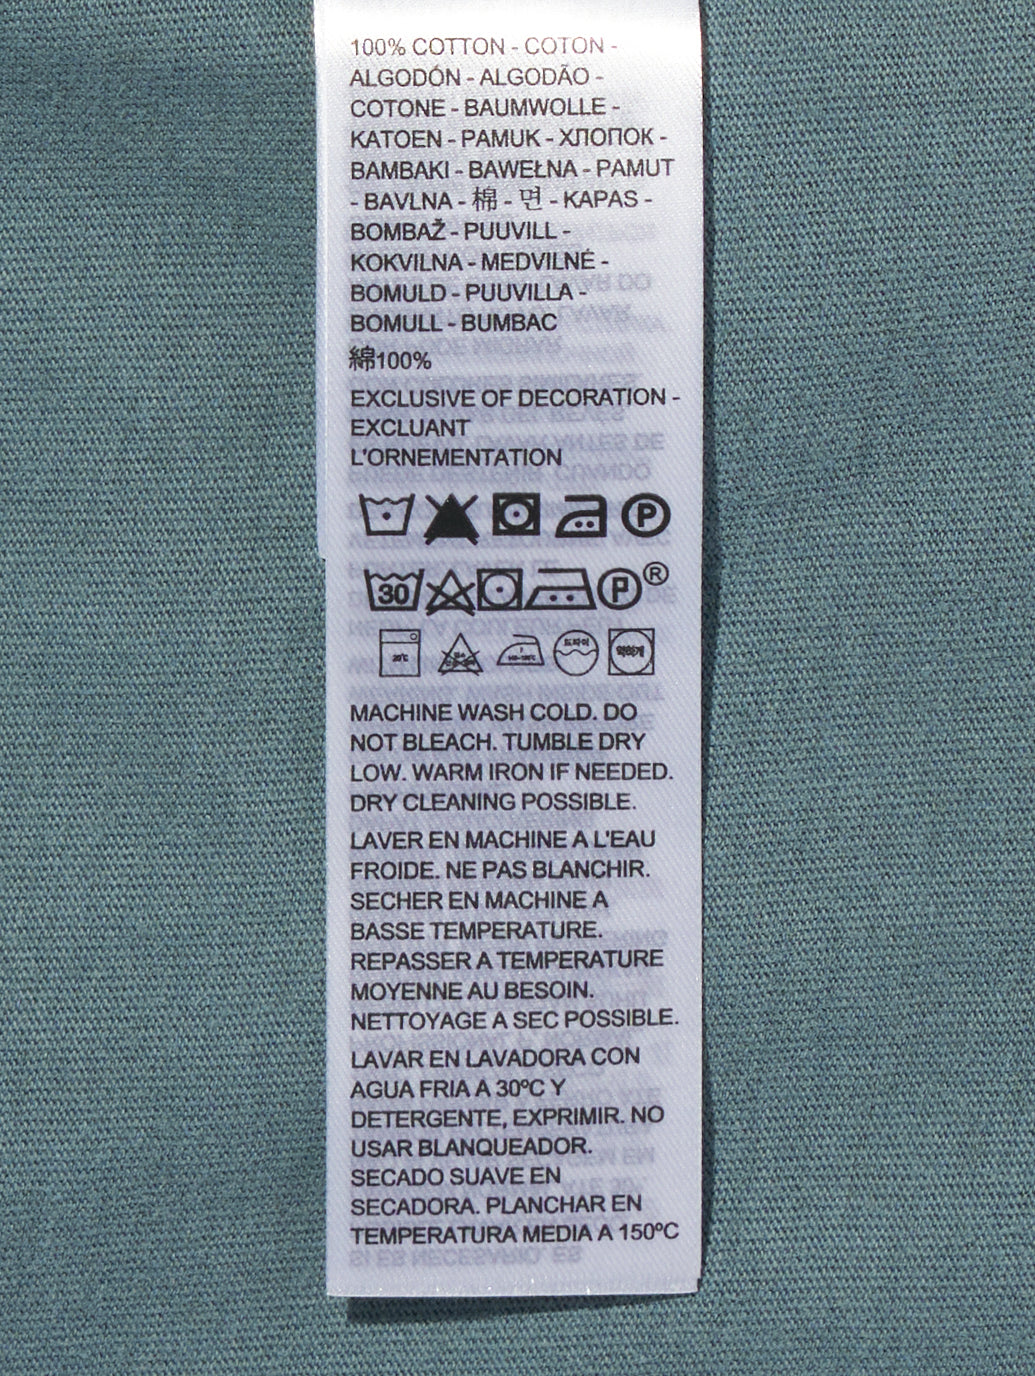 100% COTTON - COTON -
ALGODÓN - ALGODÃO -
COTONE - BAUMWOLLE -
KATOEN - PAMUK - ХЛОПОК -
BAMBAKI - BAWEŁNA - PAMUT
- BAVLNA - 棉 - 면 - KAPAS -
BOMBAŽ - PUUVILL -
KOKVILNA - MEDVILNÉ -
BOMULD - PUUVILLA -
BOMULL - BUMBAC
綿100%
EXCLUSIVE OF DECORATION -
EXCLUANT
L'ORNEMENTATION
P
30 P ®
드라이
MACHINE WASH COLD. DO
NOT BLEACH. TUMBLE DRY
LOW. WARM IRON IF NEEDED.
DRY CLEANING POSSIBLE.
LAVER EN MACHINE A L'EAU
FROIDE. NE PAS BLANCHIR.
SECHER EN MACHINE A
BASSE TEMPERATURE.
REPASSER A TEMPERATURE
MOYENNE AU BESOIN.
NETTOYAGE A SEC POSSIBLE.
LAVAR EN LAVADORA CON
AGUA FRIA A 30ºC Y
DETERGENTE, EXPRIMIR. NO
USAR BLANQUEADOR.
SECADO SUAVE EN
SECADORA. PLANCHAR EN
TEMPERATURA MEDIA A 150ºC